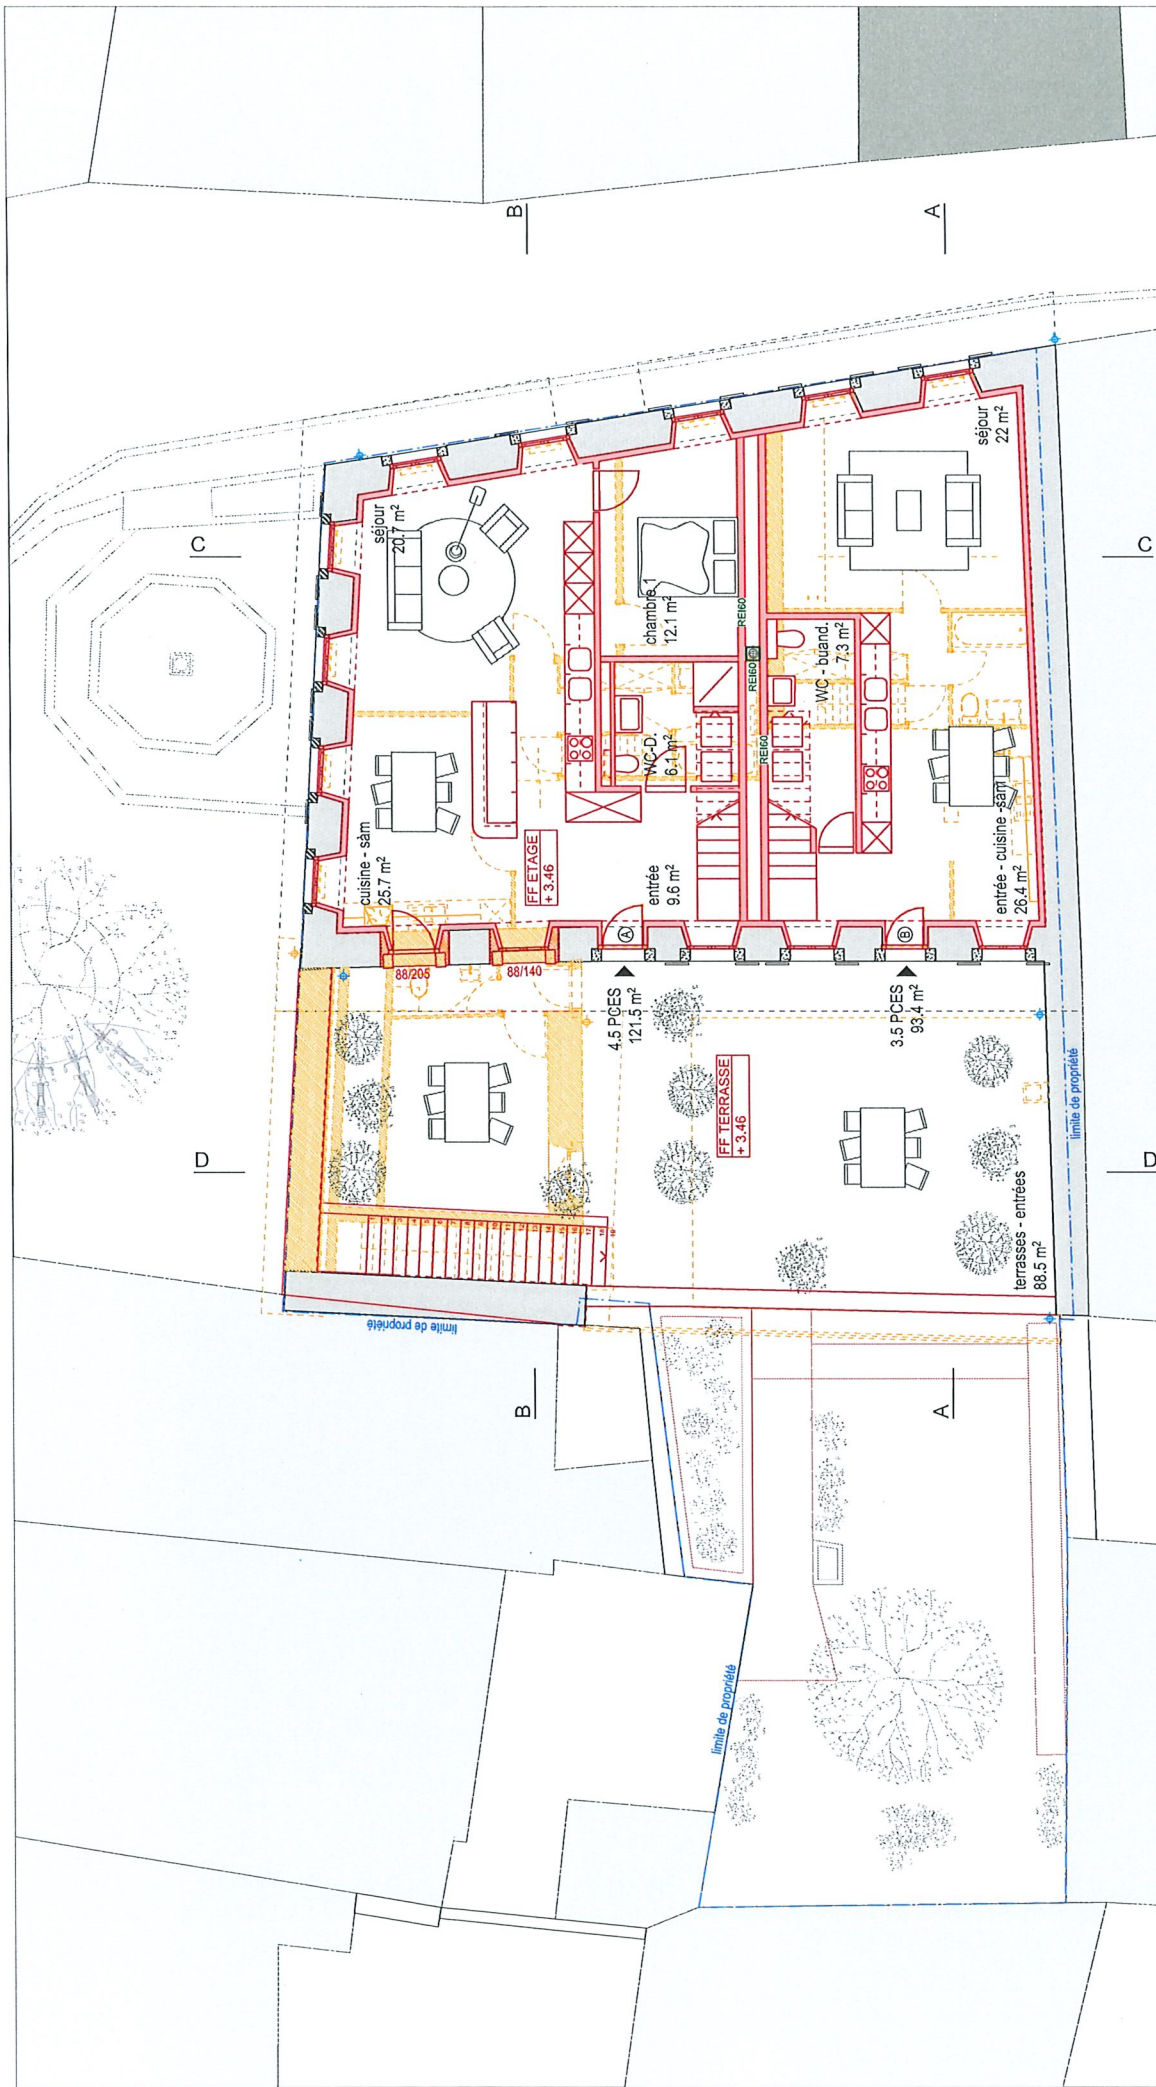 B
A
C
C
séjour
20.7 m²
séjour
22 m²
chambre 1
12.1 m²
REI60
REI60
REI60
WC - buand.
7.3 m²
WC-D.
6.1 m²
cuisine - sàm
25.7 m²
FF ETAGE
+ 3.46
entrée
9.6 m²
entrée - cuisine -sàm
26.4 m²
A
B
88/205
88/140
4.5 PCES
121.5 m²
3.5 PCES
93.4 m²
FF TERRASSE
+ 3.46
limite de propriété
D
D
terrasses - entrées
88.5 m²
limite de propriété
B
A
limite de propriété